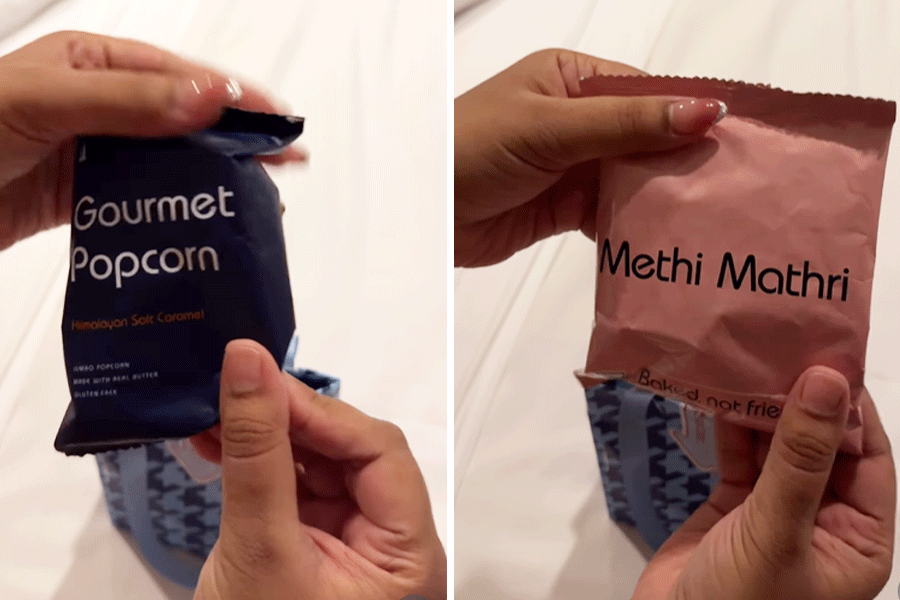 Gourmet
Popcorn
Himalayan Salt Caramel
JUMBO POPCORN
MADE WITH REAL BUTTER
GLUTEN FREE
Methi Mathri
Baked, not frie